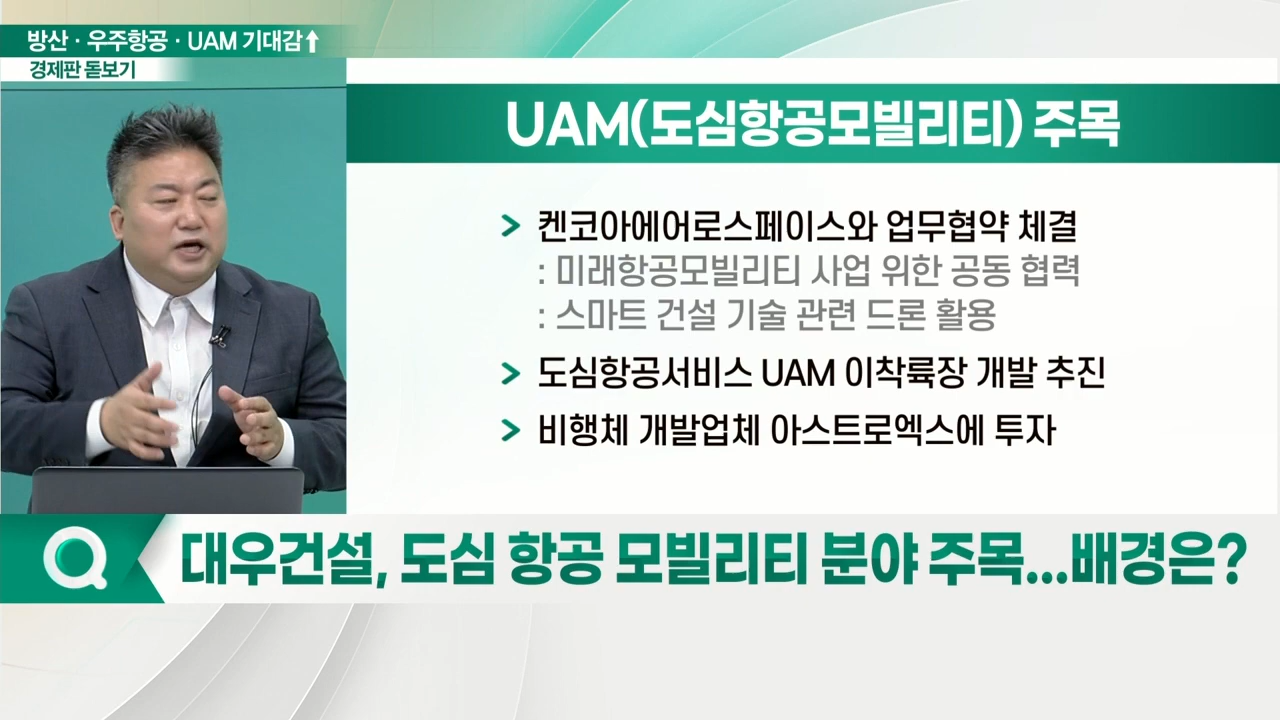 방산 · 우주항공 · UAM 기대감↑
경제판 돋보기
UAM(도심항공모빌리티) 주목
> 켄코아에어로스페이스와 업무협약 체결
: 미래항공모빌리티 사업 위한 공동 협력
: 스마트 건설 기술 관련 드론 활용
> 도심항공서비스 UAM 이착륙장 개발 추진
> 비행체 개발업체 아스트로엑스에 투자
Q 대우건설, 도심 항공 모빌리티 분야 주목...배경은?